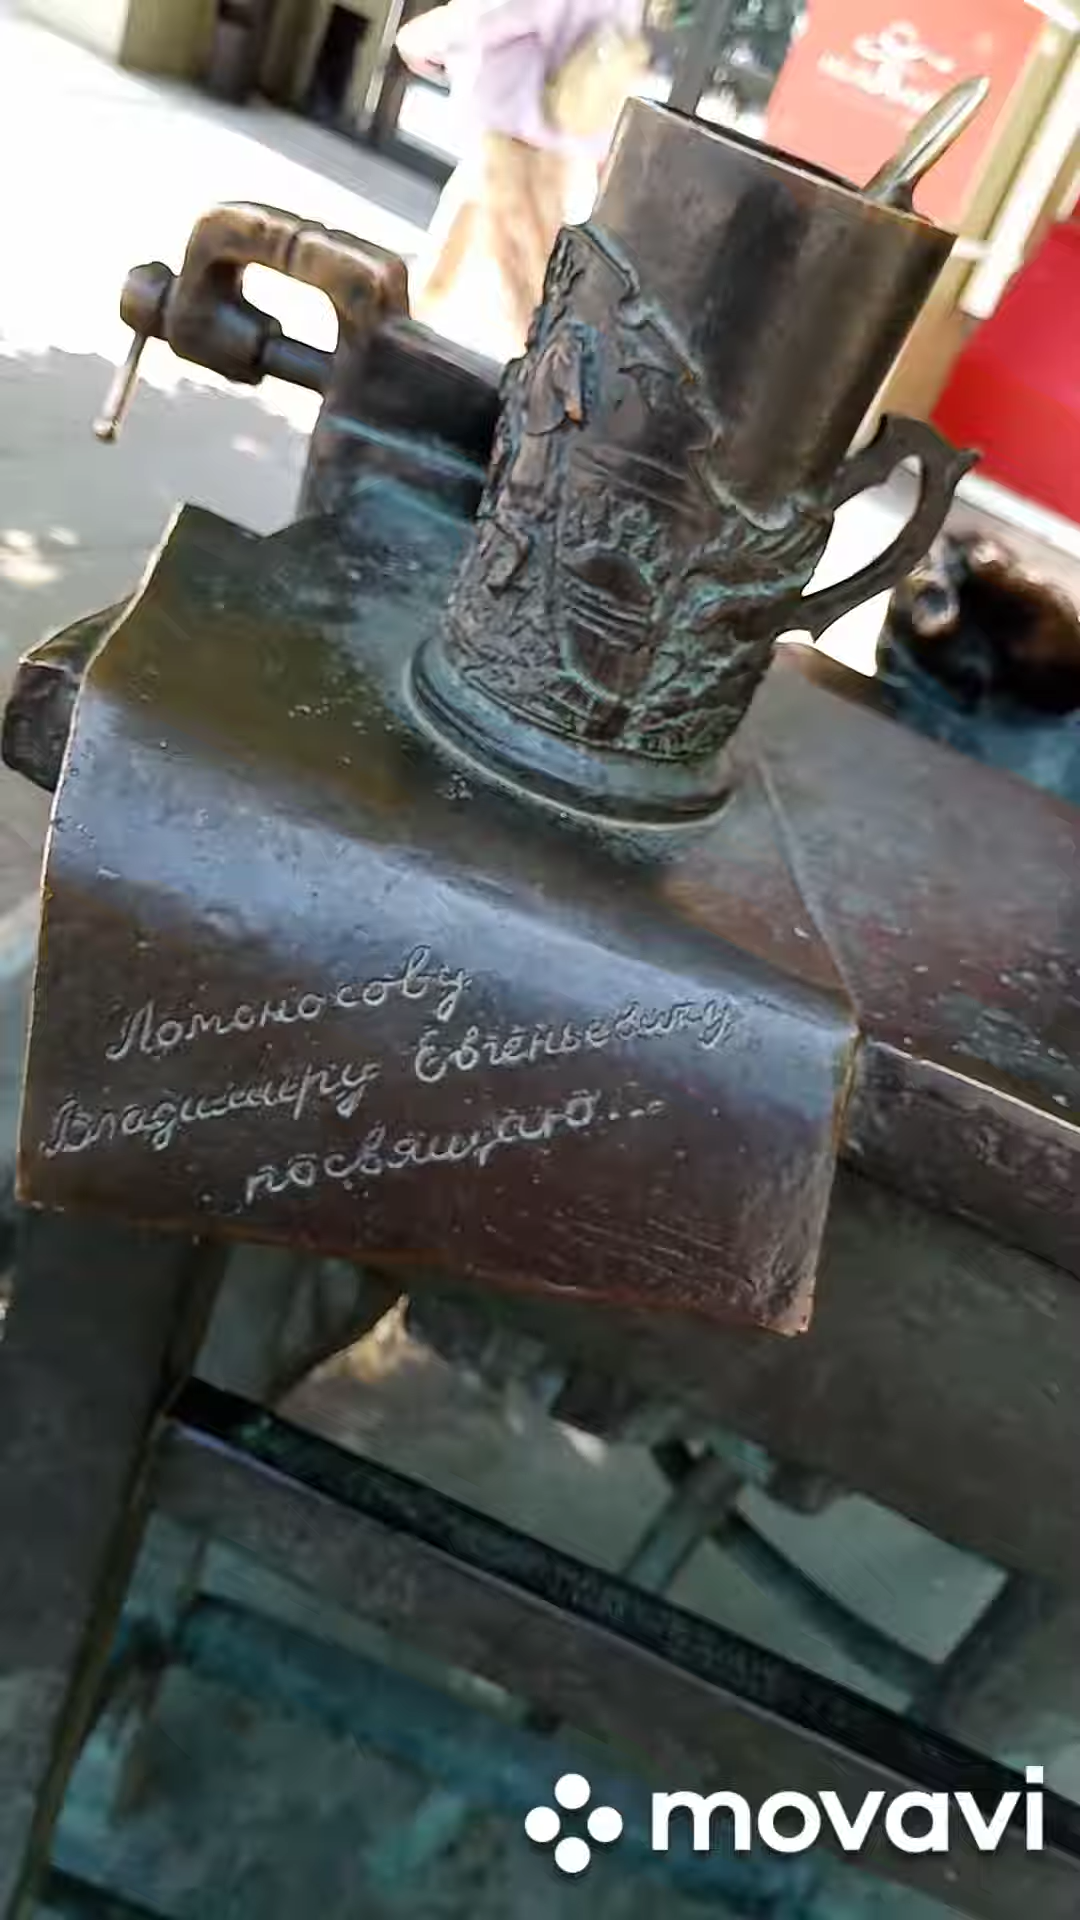 Ломоносову
Владимиру Евгеньевичу
посвящаю...
movavi